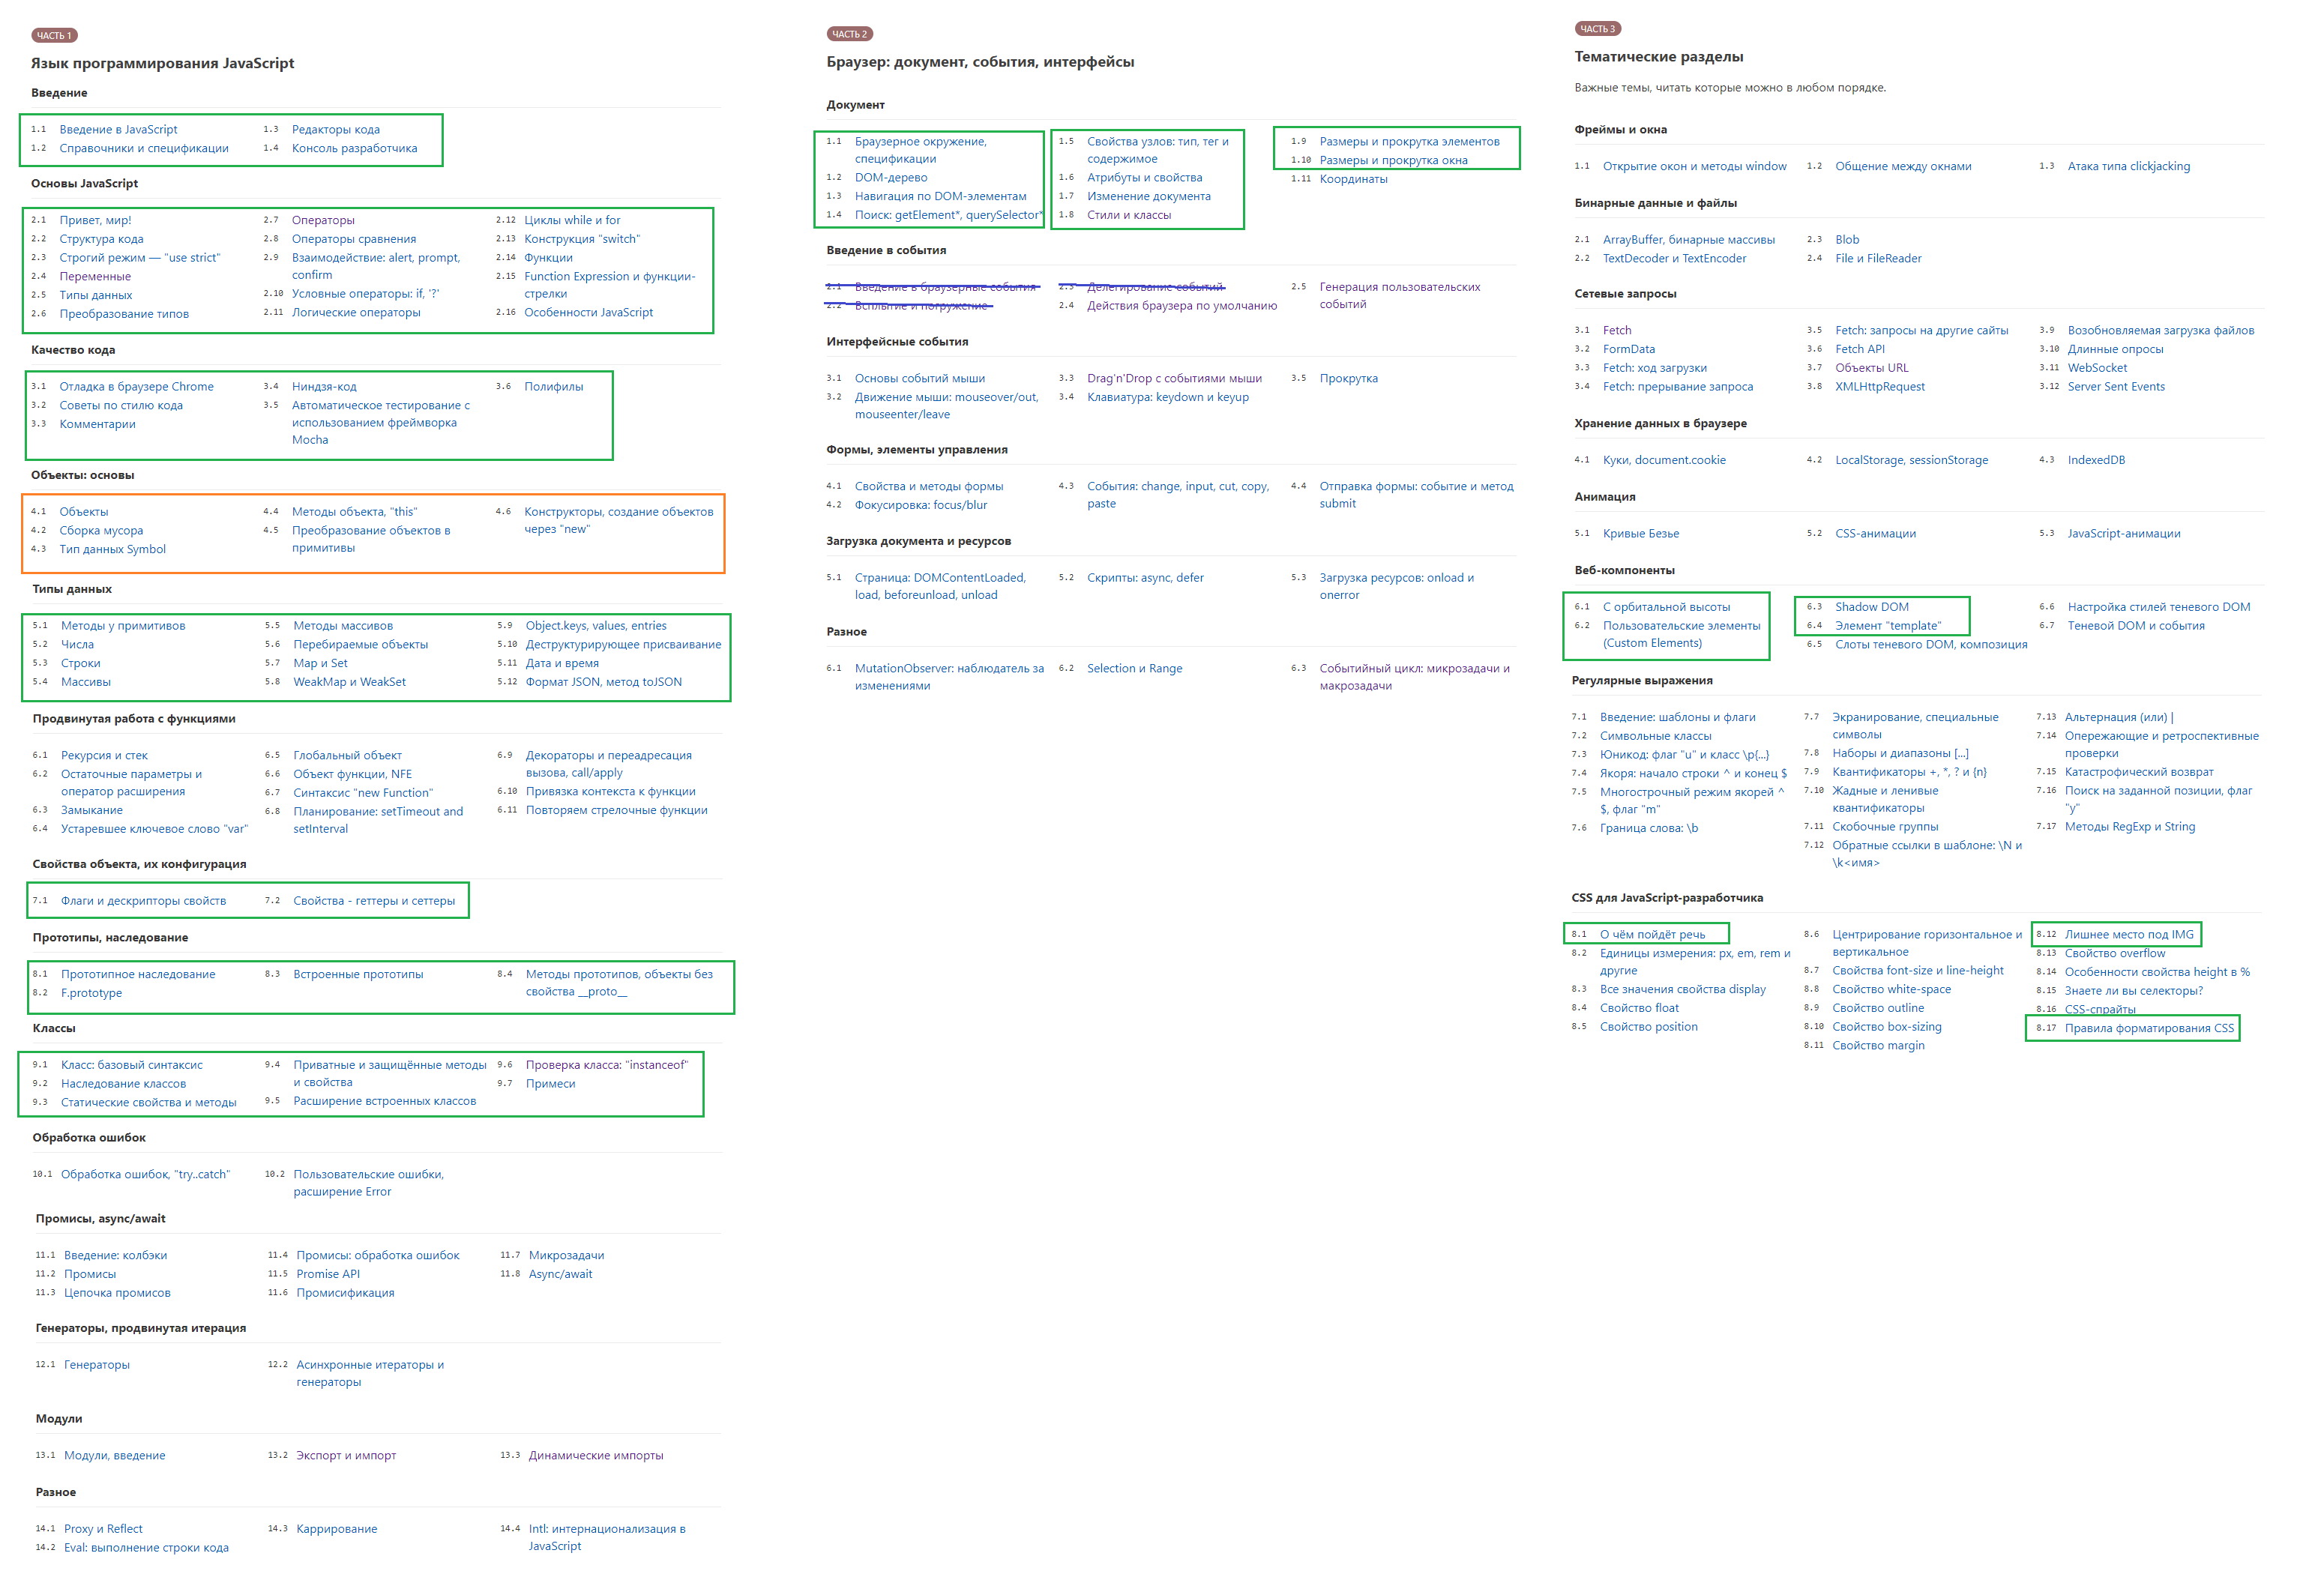 ЧАСТЬ 1
Язык программирования JavaScript
Введение
1.1 Введение в JavaScript
1.2 Справочники и спецификации
1.3 Редакторы кода
1.4 Консоль разработчика
Основы JavaScript
2.1 Привет, мир!
2.2 Структура кода
2.3 Строгий режим — "use strict"
2.4 Переменные
2.5 Типы данных
2.6 Преобразование типов
2.7 Операторы
2.8 Операторы сравнения
2.9 Взаимодействие: alert, prompt,
confirm
2.10 Условные операторы: if, '?'
2.11 Логические операторы
2.12 Циклы while и for
2.13 Конструкция "switch"
2.14 Функции
2.15 Function Expression и функции-
стрелки
2.16 Особенности JavaScript
Качество кода
3.1 Отладка в браузере Chrome
3.2 Советы по стилю кода
3.3 Комментарии
3.4 Ниндзя-код
3.5 Автоматическое тестирование c
использованием фреймворка
Mocha
3.6 Полифилы
Объекты: основы
4.1 Объекты
4.2 Сборка мусора
4.3 Тип данных Symbol
4.4 Методы объекта, "this"
4.5 Преобразование объектов в
примитивы
4.6 Конструкторы, создание объектов
через "new"
Типы данных
5.1 Методы у примитивов
5.2 Числа
5.3 Строки
5.4 Массивы
5.5 Методы массивов
5.6 Перебираемые объекты
5.7 Map и Set
5.8 WeakMap и WeakSet
5.9 Object.keys, values, entries
5.10 Деструктурирующее присваивание
5.11 Дата и время
5.12 Формат JSON, метод toJSON
Продвинутая работа с функциями
6.1 Рекурсия и стек
6.2 Остаточные параметры и
оператор расширения
6.3 Замыкание
6.4 Устаревшее ключевое слово "var"
6.5 Глобальный объект
6.6 Объект функции, NFE
6.7 Синтаксис "new Function"
6.8 Планирование: setTimeout and
setInterval
6.9 Декораторы и переадресация
вызова, call/apply
6.10 Привязка контекста к функции
6.11 Повторяем стрелочные функции
Свойства объекта, их конфигурация
7.1 Флаги и дескрипторы свойств
7.2 Свойства - геттеры и сеттеры
Прототипы, наследование
8.1 Прототипное наследование
8.2 F.prototype
8.3 Встроенные прототипы
8.4 Методы прототипов, объекты без
свойства __proto__
Классы
9.1 Класс: базовый синтаксис
9.2 Наследование классов
9.3 Статические свойства и методы
9.4 Приватные и защищённые методы
и свойства
9.5 Расширение встроенных классов
9.6 Проверка класса: "instanceof"
9.7 Примеси
Обработка ошибок
10.1 Обработка ошибок, "try..catch"
10.2 Пользовательские ошибки,
расширение Error
Промисы, async/await
11.1 Введение: колбэки
11.2 Промисы
11.3 Цепочка промисов
11.4 Промисы: обработка ошибок
11.5 Promise API
11.6 Промисификация
11.7 Микрозадачи
11.8 Async/await
Генераторы, продвинутая итерация
12.1 Генераторы
12.2 Асинхронные итераторы и
генераторы
Модули
13.1 Модули, введение
13.2 Экспорт и импорт
13.3 Динамические импорты
Разное
14.1 Proxy и Reflect
14.2 Eval: выполнение строки кода
14.3 Каррирование
14.4 Intl: интернационализация в
JavaScript
ЧАСТЬ 2
Браузер: документ, события, интерфейсы
Документ
1.1 Браузерное окружение,
спецификации
1.2 DOM-дерево
1.3 Навигация по DOM-элементам
1.4 Поиск: getElement*, querySelector*
1.5 Свойства узлов: тип, тег и
содержимое
1.6 Атрибуты и свойства
1.7 Изменение документа
1.8 Стили и классы
1.9 Размеры и прокрутка элементов
1.10 Размеры и прокрутка окна
1.11 Координаты
Введение в события
2.1 Введение в браузерные события
2.2 Всплытие и погружение
2.3 Делегирование событий
2.4 Действия браузера по умолчанию
2.5 Генерация пользовательских
событий
Интерфейсные события
3.1 Основы событий мыши
3.2 Движение мыши: mouseover/out,
mouseenter/leave
3.3 Drag'n'Drop с событиями мыши
3.4 Клавиатура: keydown и keyup
3.5 Прокрутка
Формы, элементы управления
4.1 Свойства и методы формы
4.2 Фокусировка: focus/blur
4.3 События: change, input, cut, copy,
paste
4.4 Отправка формы: событие и метод
submit
Загрузка документа и ресурсов
5.1 Страница: DOMContentLoaded,
load, beforeunload, unload
5.2 Скрипты: async, defer
5.3 Загрузка ресурсов: onload и
onerror
Разное
6.1 MutationObserver: наблюдатель за
изменениями
6.2 Selection и Range
6.3 Событийный цикл: микрозадачи и
макрозадачи
ЧАСТЬ 3
Тематические разделы
Важные темы, читать которые можно в любом порядке.
Фреймы и окна
1.1 Открытие окон и методы window
1.2 Общение между окнами
1.3 Атака типа clickjacking
Бинарные данные и файлы
2.1 ArrayBuffer, бинарные массивы
2.2 TextDecoder и TextEncoder
2.3 Blob
2.4 File и FileReader
Сетевые запросы
3.1 Fetch
3.2 FormData
3.3 Fetch: ход загрузки
3.4 Fetch: прерывание запроса
3.5 Fetch: запросы на другие сайты
3.6 Fetch API
3.7 Объекты URL
3.8 XMLHttpRequest
3.9 Возобновляемая загрузка файлов
3.10 Длинные опросы
3.11 WebSocket
3.12 Server Sent Events
Хранение данных в браузере
4.1 Куки, document.cookie
4.2 LocalStorage, sessionStorage
4.3 IndexedDB
Анимация
5.1 Кривые Безье
5.2 CSS-анимации
5.3 JavaScript-анимации
Веб-компоненты
6.1 С орбитальной высоты
6.2 Пользовательские элементы
(Custom Elements)
6.3 Shadow DOM
6.4 Элемент "template"
6.5 Слоты теневого DOM, композиция
6.6 Настройка стилей теневого DOM
6.7 Теневой DOM и события
Регулярные выражения
7.1 Введение: шаблоны и флаги
7.2 Символьные классы
7.3 Юникод: флаг "u" и класс \p{...}
7.4 Якоря: начало строки ^ и конец $
7.5 Многострочный режим якорей ^
$, флаг "m"
7.6 Граница слова: \b
7.7 Экранирование, специальные
символы
7.8 Наборы и диапазоны [...]
7.9 Квантификаторы +, *, ? и {n}
7.10 Жадные и ленивые
квантификаторы
7.11 Скобочные группы
7.12 Обратные ссылки в шаблоне: \N и
\k<имя>
7.13 Альтернация (или) |
7.14 Опережающие и ретроспективные
проверки
7.15 Катастрофический возврат
7.16 Поиск на заданной позиции, флаг
"y"
7.17 Методы RegExp и String
CSS для JavaScript-разработчика
8.1 О чём пойдёт речь
8.2 Единицы измерения: px, em, rem и
другие
8.3 Все значения свойства display
8.4 Свойство float
8.5 Свойство position
8.6 Центрирование горизонтальное и
вертикальное
8.7 Свойства font-size и line-height
8.8 Свойство white-space
8.9 Свойство outline
8.10 Свойство box-sizing
8.11 Свойство margin
8.12 Лишнее место под IMG
8.13 Свойство overflow
8.14 Особенности свойства height в %
8.15 Знаете ли вы селекторы?
8.16 CSS-спрайты
8.17 Правила форматирования CSS